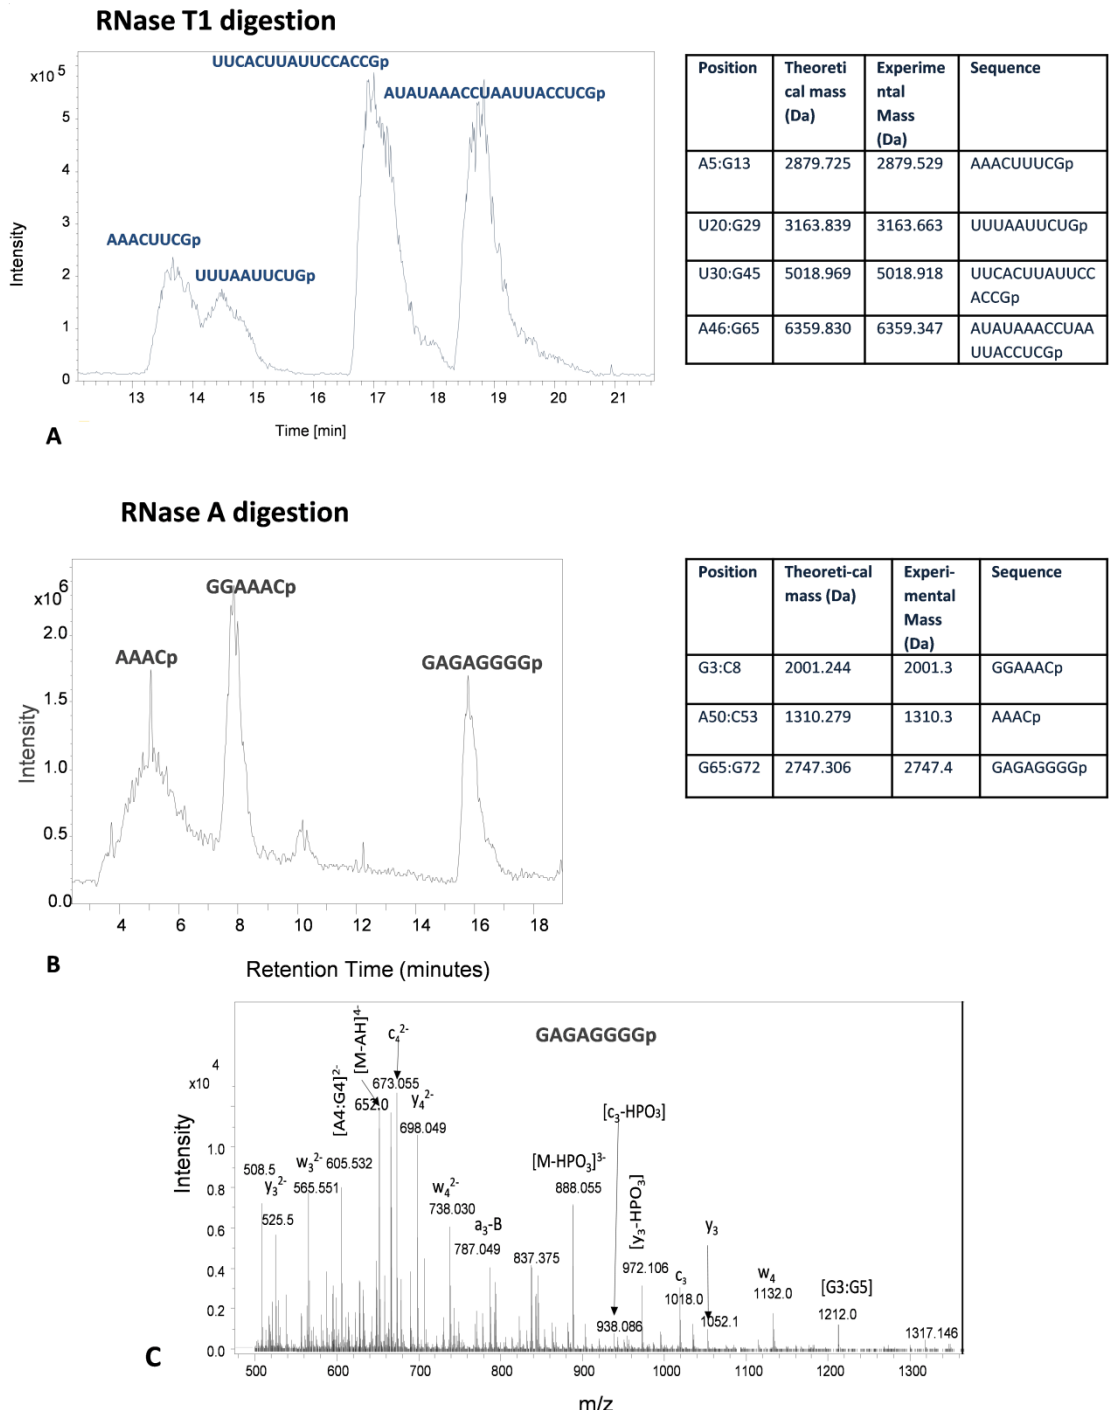 RNase T1 digestion
x10 5
5
4
3
2
1
0
Intensity
UUCACUUAUUCCACCGp
AUAUAAACCUAAUUACCUCGp
AAACUUCGp
UUUAAUUCUGp
13 14 15 16 17 18 19 20 21
Time [min]
A
Position Theoreti Experime Sequence
cal mass ntal
(Da) Mass
(Da)
A5:G13 2879.725 2879.529 AAACUUUCGp
U20:G29 3163.839 3163.663 UUUAAUUCUGp
U30:G45 5018.969 5018.918 UUCACUUAUUCC
ACCGp
A46:G65 6359.830 6359.347 AUAUAAACCUAA
UUACCUCGp
RNase A digestion
x10 6
2.0
1.5
1.0
0.5
0.0
Intensity
GGAAACp
AAACp
GAGAGGGGp
4 6 8 10 12 14 16 18
Retention Time (minutes)
B
Position Theoreti-cal Experi- Sequence
mass (Da) mental
Mass
(Da)
G3:C8 2001.244 2001.3 GGAAACp
A50:C53 1310.279 1310.3 AAACp
G65:G72 2747.306 2747.4 GAGAGGGGp
GAGAGGGGp
4
x10
1.0
0.8
0.6
0.4
0.2
0.0
Intensity
508.5
y3 2-
525.5
w3 2-
565.551
[A4:G4]2-
605.532
[M-AH]4-
652.0
c4 2-
673.055
y4 2-
698.049
w4 2-
738.030
a3-B
787.049
837.375
[M-HPO3]3-
888.055
[c3-HPO3]
938.086
[y3-HPO3]
972.106
c3
1018.0
y3
1052.1
w4
1132.0
[G3:G5]
1212.0
1317.146
500 600 700 800 900 1000 1100 1200 1300
m/z
C